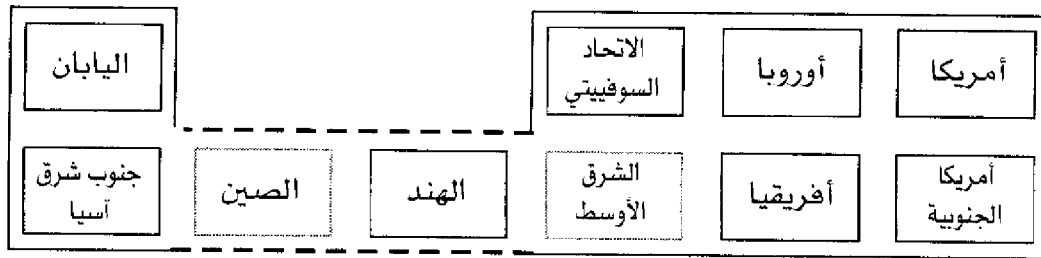 أمريكا
أوروبا
الاتحاد
السوفييتي
اليابان
أمريكا
الجنوبية
أفريقيا
الشرق
الأوسط
الهند
الصين
جنوب شرق
آسيا